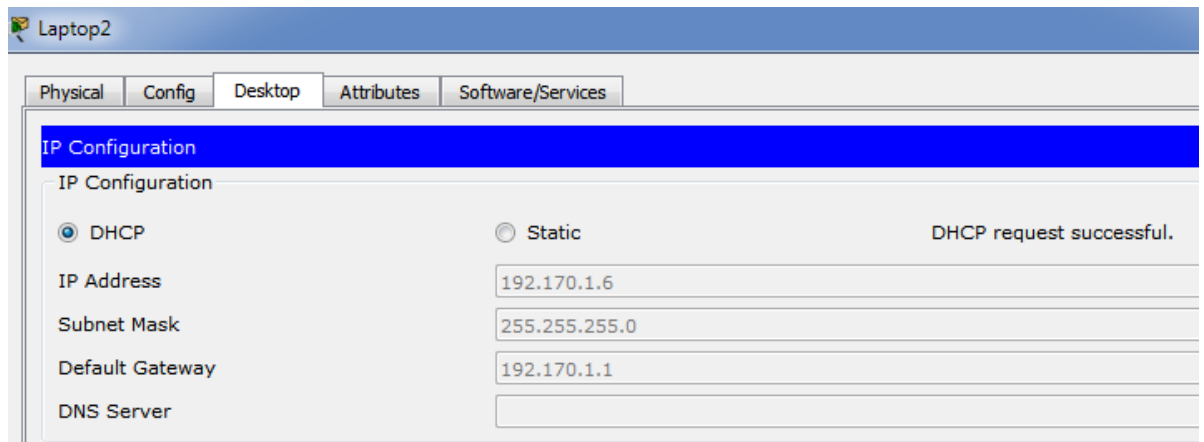 Laptop2
Physical Config Desktop Attributes Software/Services
IP Configuration
IP Configuration
DHCP Static DHCP request successful.
IP Address 192.170.1.6
Subnet Mask 255.255.255.0
Default Gateway 192.170.1.1
DNS Server